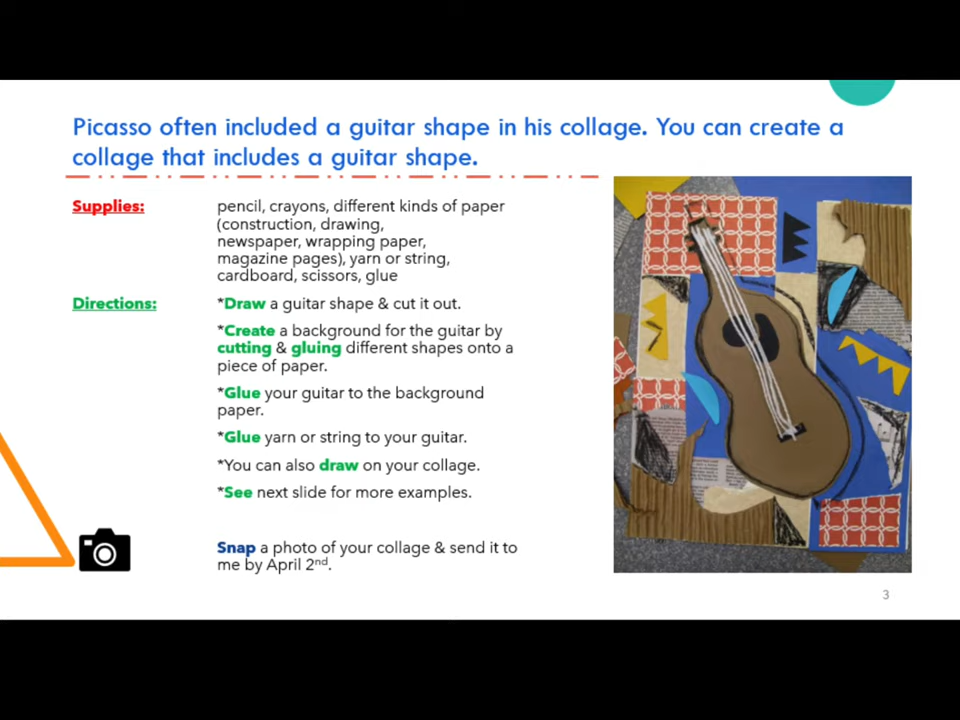 Picasso often included a guitar shape in his collage. You can create a
collage that includes a guitar shape.
Supplies:
pencil, crayons, different kinds of paper
(construction, drawing,
newspaper, wrapping paper,
magazine pages), yarn or string,
cardboard, scissors, glue
Directions:
*Draw a guitar shape & cut it out.
*Create a background for the guitar by
cutting & gluing different shapes onto a
piece of paper.
*Glue your guitar to the background
paper.
*Glue yarn or string to your guitar.
*You can also draw on your collage.
*See next slide for more examples.
Snap a photo of your collage & send it to
me by April 2nd.
3